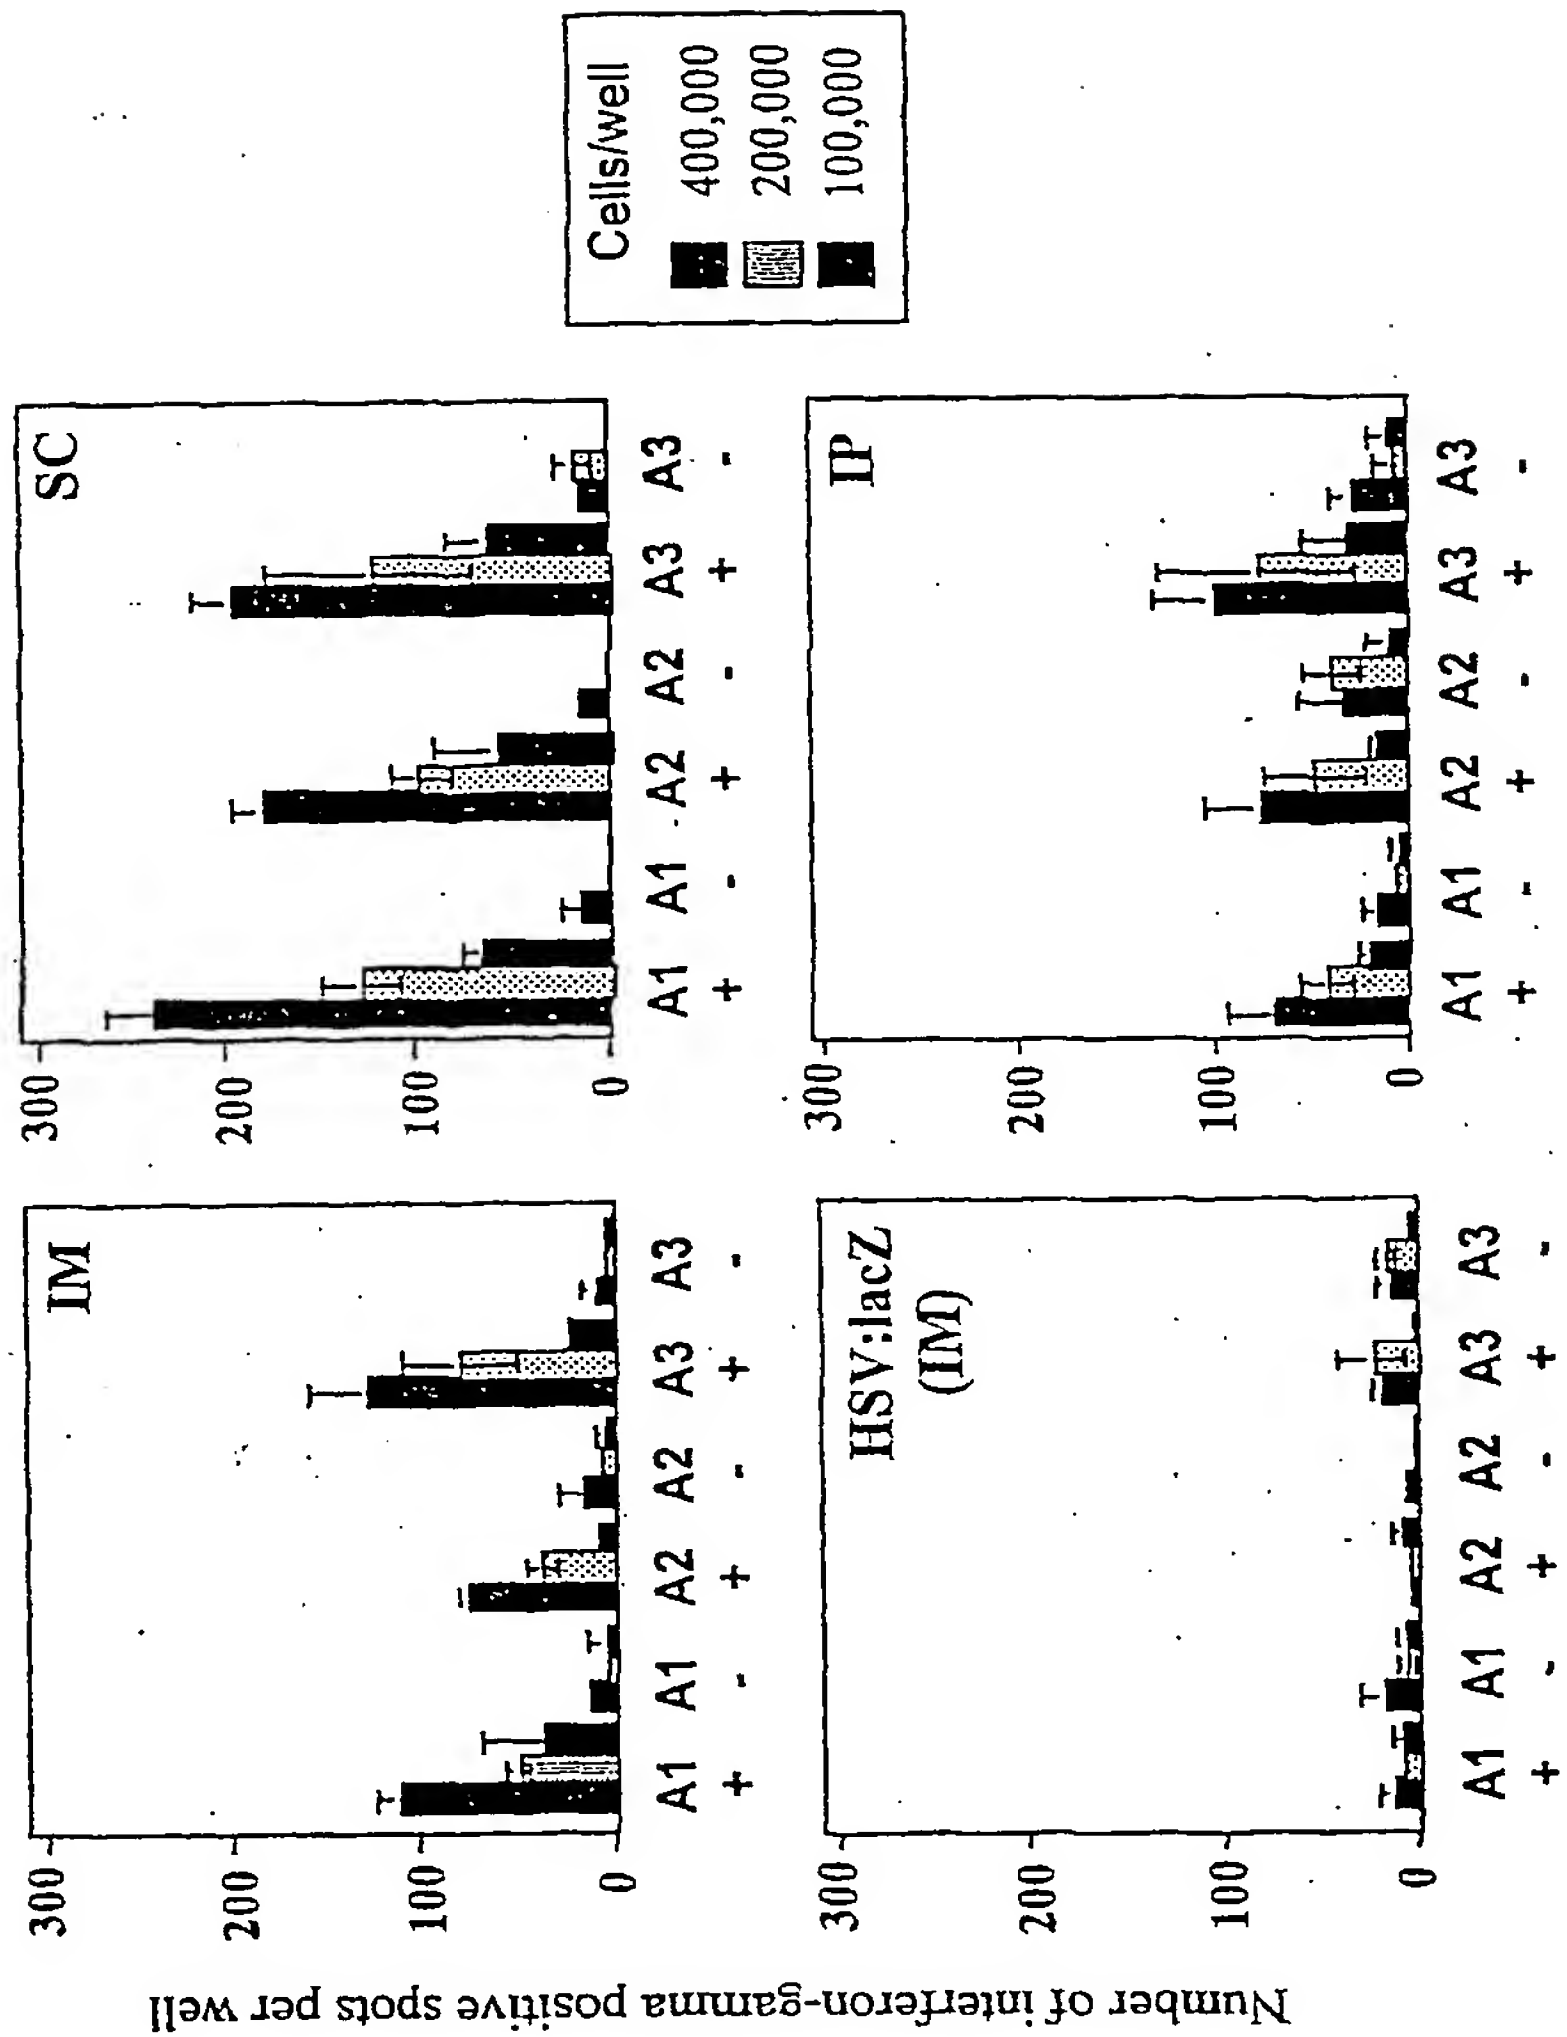 Number of interferon-gamma positive spots per well
IM
300
200
100
0
A1 A1 A2 A2 A3 A3
+ - + - + -
SC
300
200
100
0
A1 A1 A2 A2 A3 A3
+ - + - + -
Cells/well
400,000
200,000
100,000
HSV:lacZ
(IM)
300
200
100
0
A1 A1 A2 A2 A3 A3
+ - + - + -
IP
300
200
100
0
A1 A1 A2 A2 A3 A3
+ - + - + -